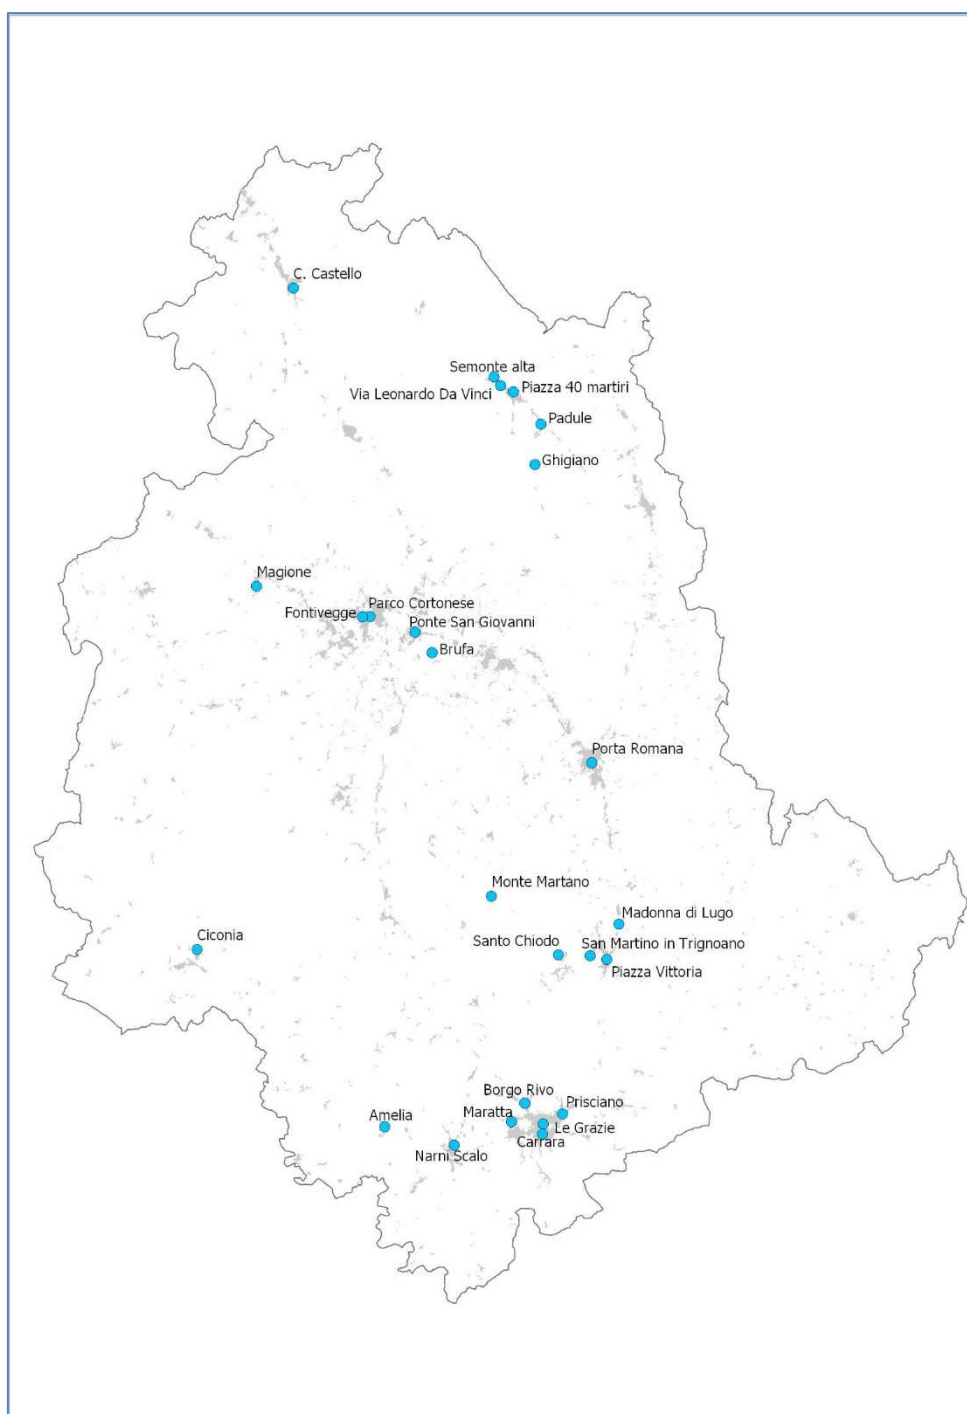 C. Castello
Semonte alta
Via Leonardo Da Vinci
Piazza 40 martiri
Padule
Ghigiano
Magione
Parco Cortonese
Fontivegge
Ponte San Giovanni
Brufa
Porta Romana
Monte Martano
Madonna di Lugo
Ciconia
Santo Chiodo
San Martino in Trignoano
Piazza Vittoria
Borgo Rivo
Prisciano
Maratta
Amelia
Le Grazie
Carrara
Narni Scalo